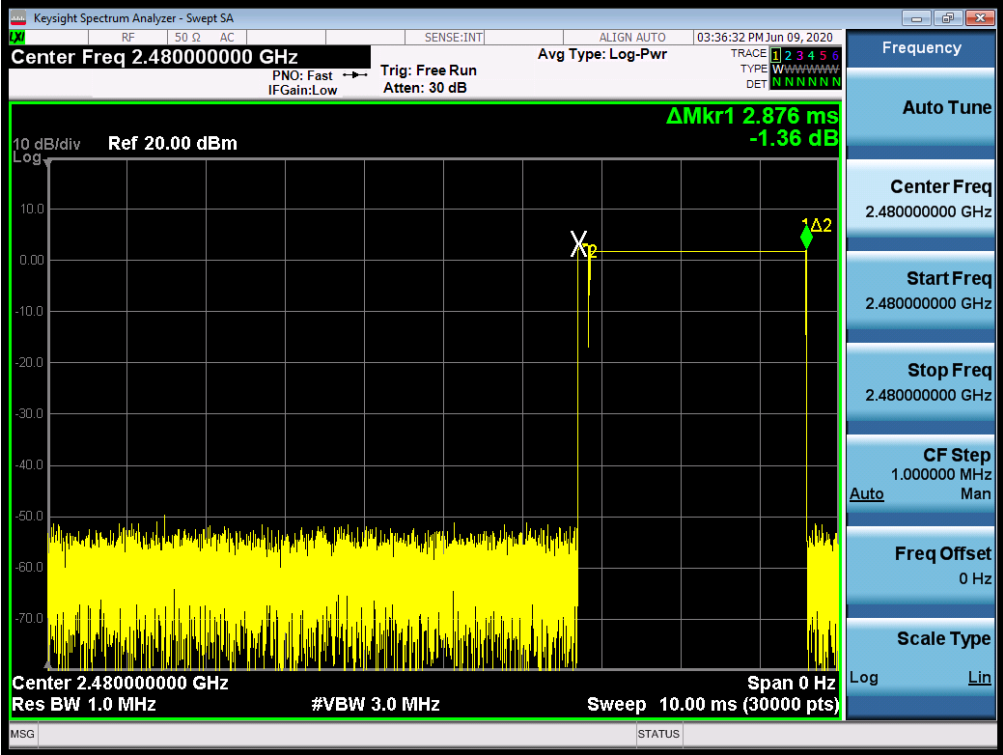 Keysight Spectrum Analyzer - Swept SA
LXI RF 50 Ω AC SENSE:INT ALIGN AUTO 03:36:32 PM Jun 09, 2020
Center Freq 2.480000000 GHz
PNO: Fast
IFGain:Low
Trig: Free Run
Atten: 30 dB
Avg Type: Log-Pwr
TRACE 1 2 3 4 5 6
TYPE WWWWWW
DET N N N N N N
ΔMkr1 2.876 ms
-1.36 dB
10 dB/div
Log
Ref 20.00 dBm
10.0
0.00
-10.0
-20.0
-30.0
-40.0
-50.0
-60.0
-70.0
X2
1Δ2
Center 2.480000000 GHz
Span 0 Hz
Res BW 1.0 MHz
#VBW 3.0 MHz
Sweep 10.00 ms (30000 pts)
MSG
STATUS
Frequency
Auto Tune
Center Freq
2.480000000 GHz
Start Freq
2.480000000 GHz
Stop Freq
2.480000000 GHz
CF Step
1.000000 MHz
Auto Man
Freq Offset
0 Hz
Scale Type
Log Lin